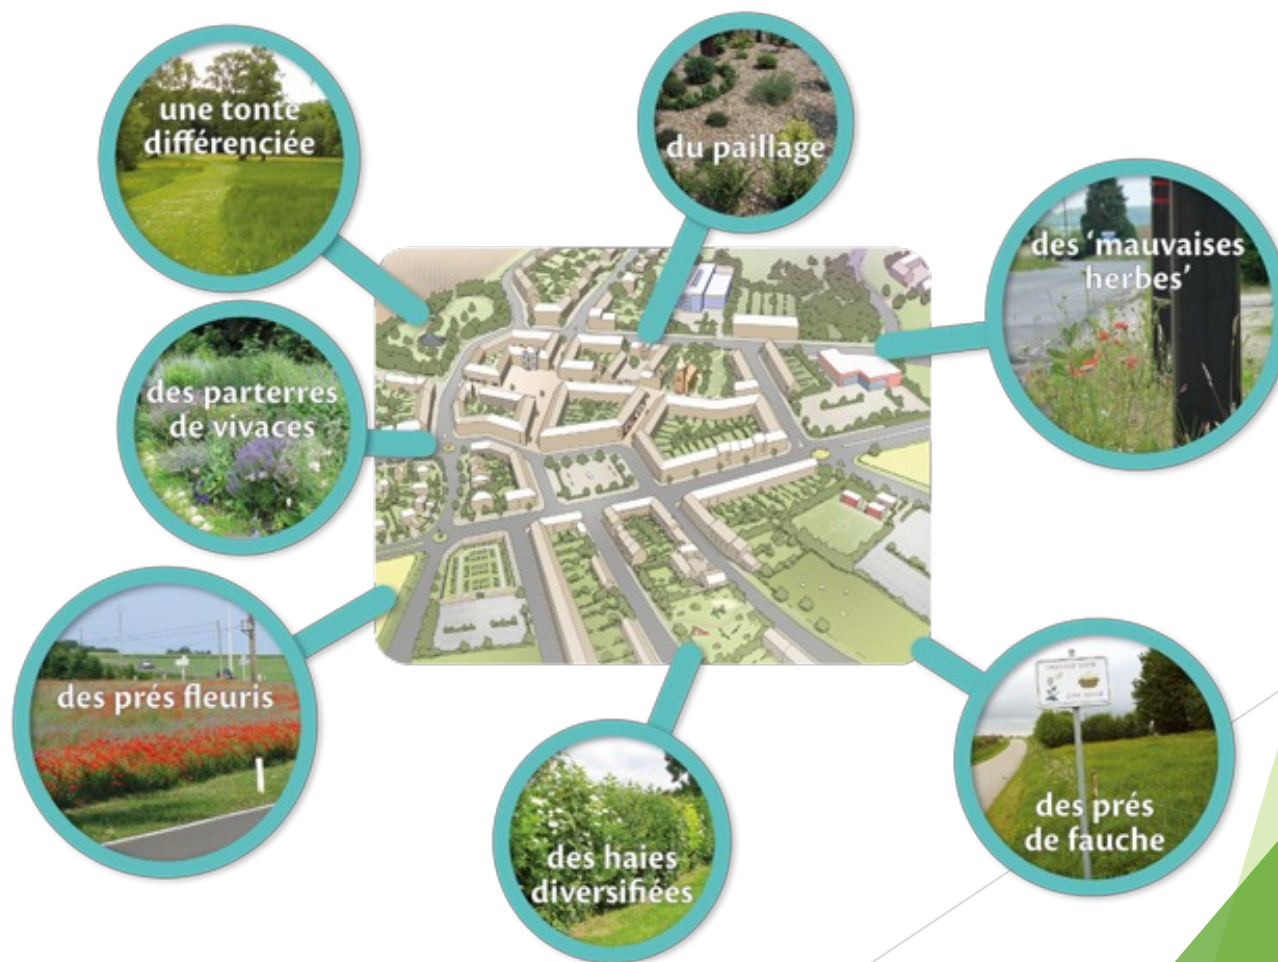 une tonte
différenciée
du paillage
des ‘mauvaises
herbes’
des parterres
de vivaces
des prés fleuris
des haies
diversifiées
des prés
de fauche